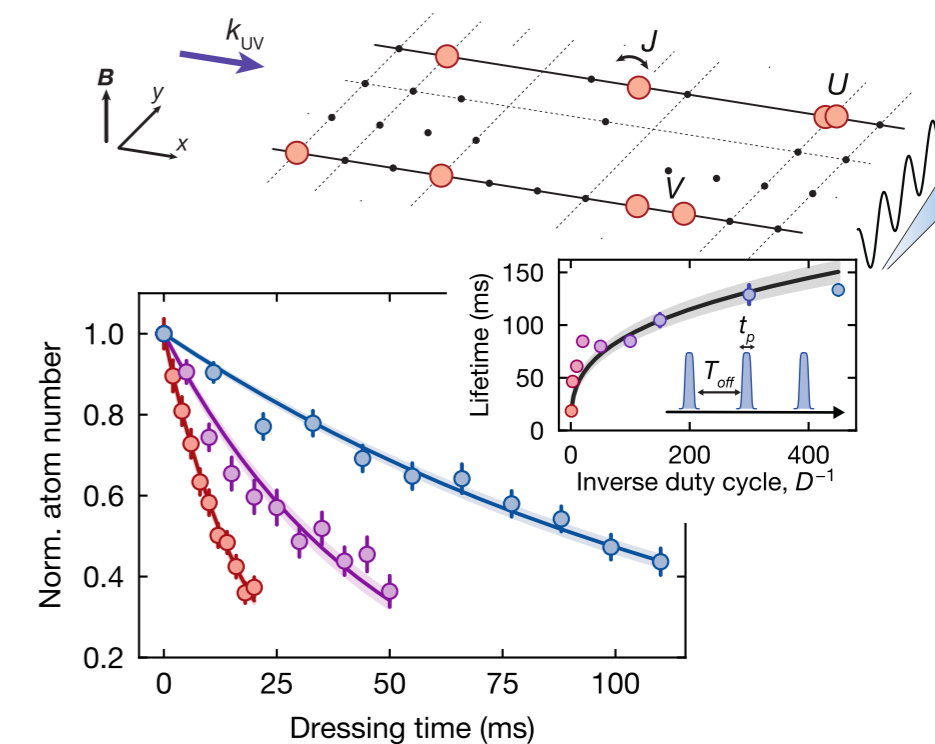 k_UV
B
y
x
J
U
V
Norm. atom number
1.0
0.8
0.6
0.4
0.2
0
25
50
100
Dressing time (ms)
Lifetime (ms)
150
100
50
0
t_p
T_off
0
200
400
Inverse duty cycle, D⁻¹